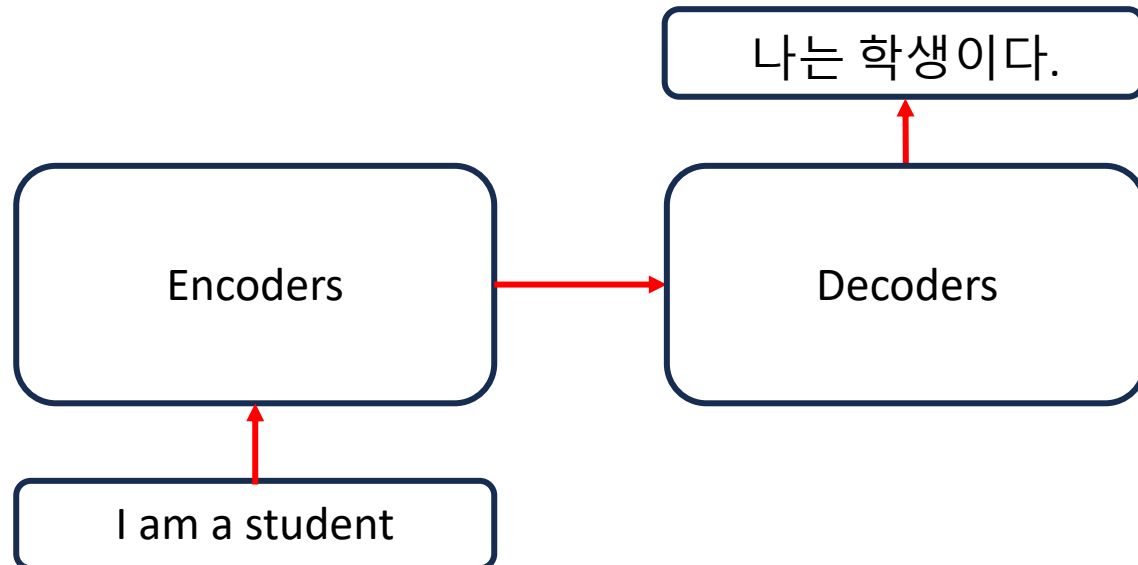 나는 학생이다.
Encoders
Decoders
I am a student